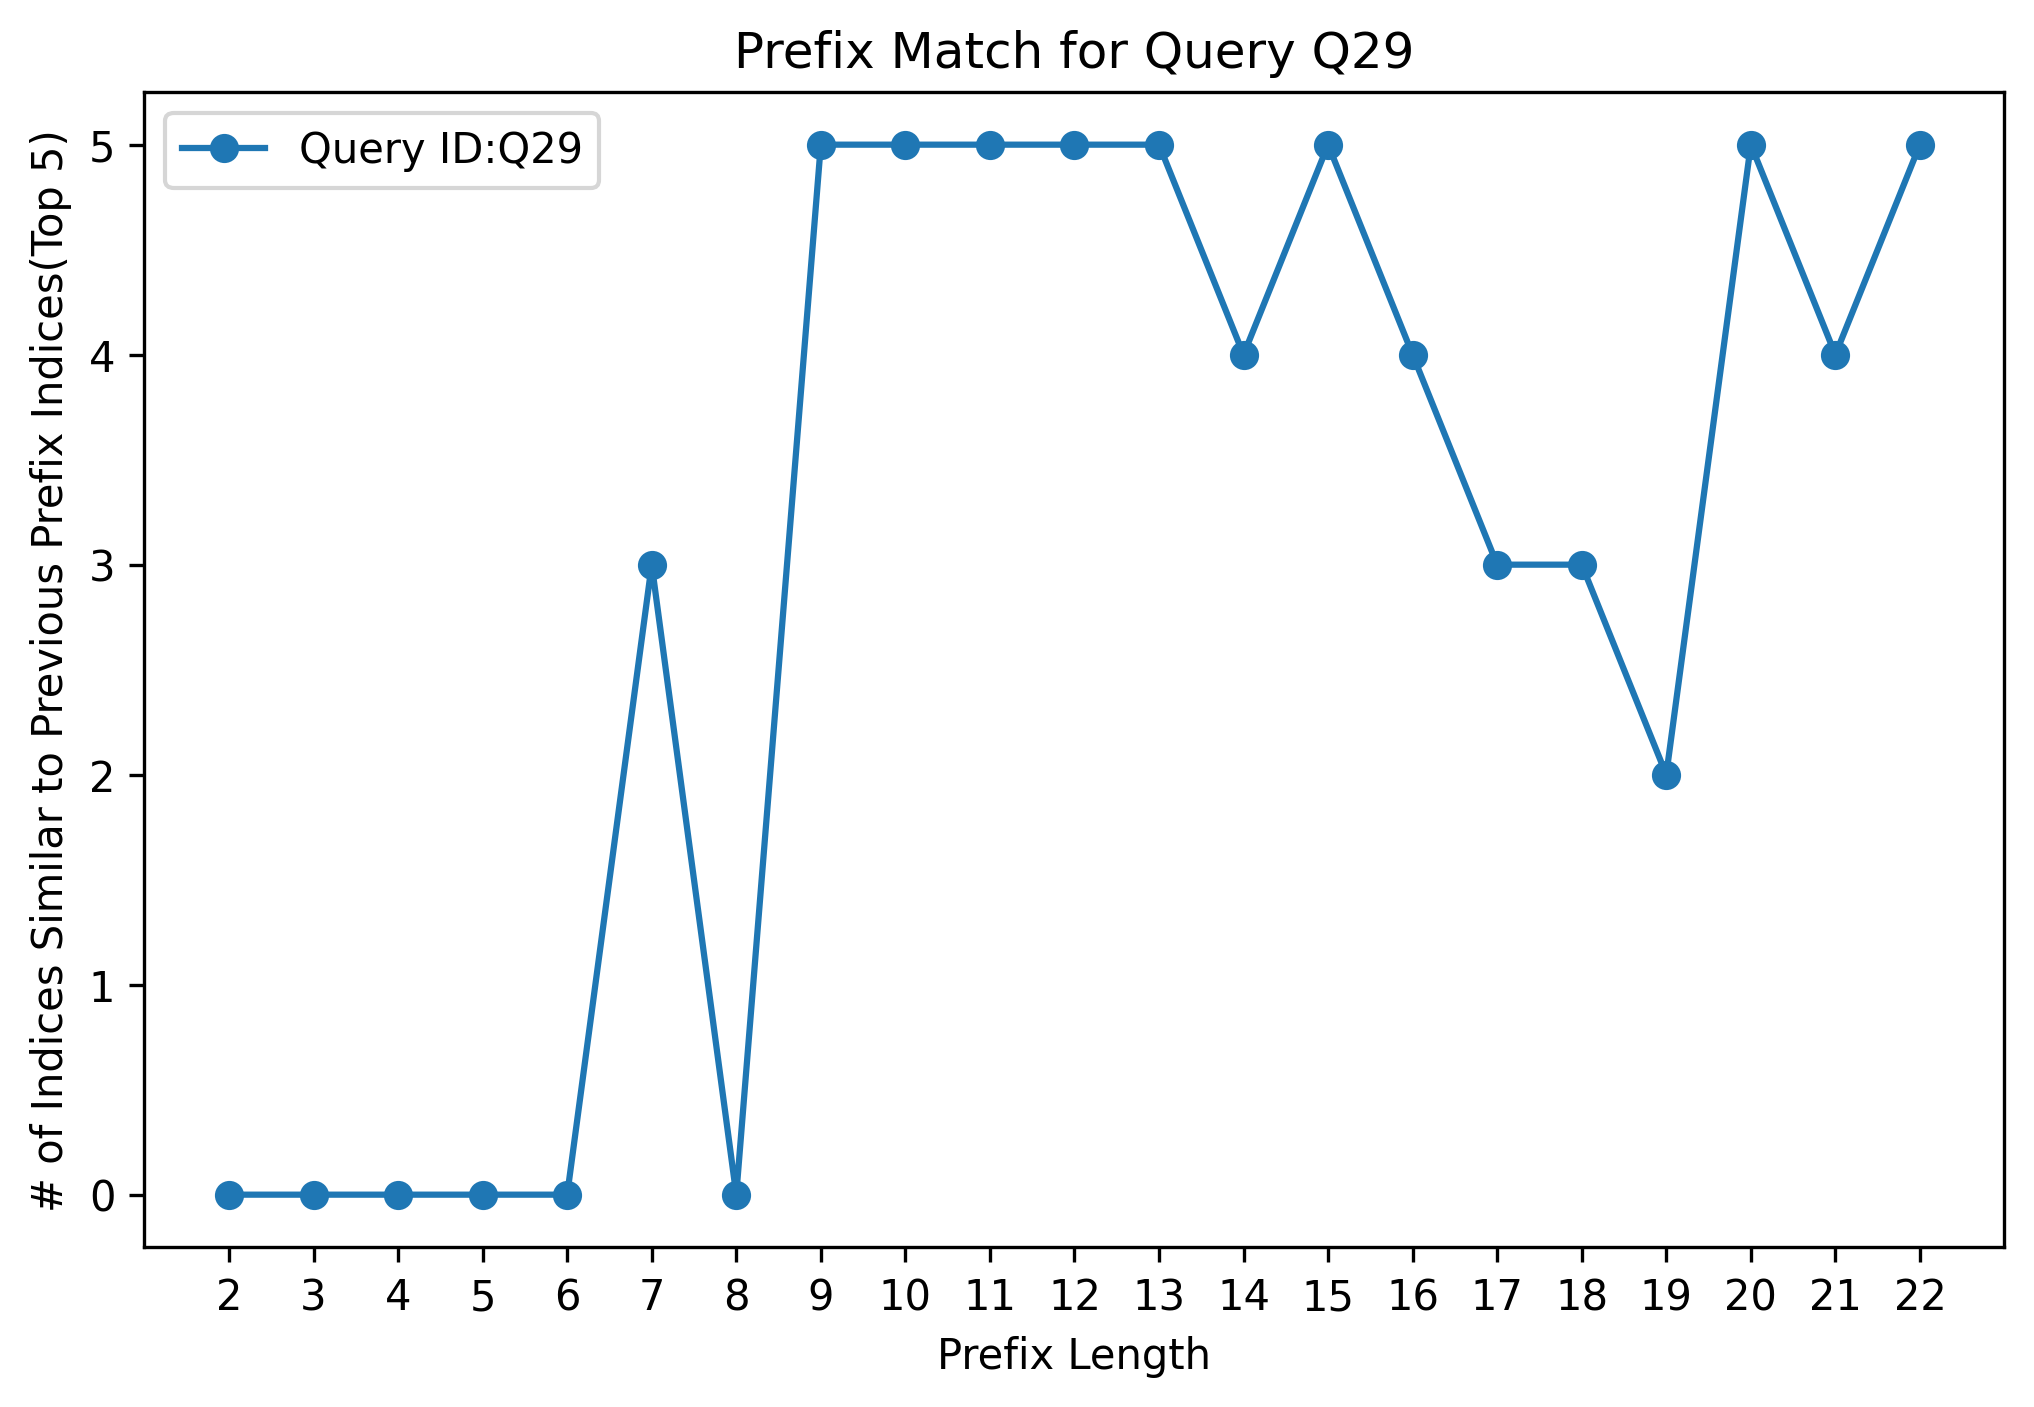 Prefix Match for Query Q29
Query ID:Q29
# of Indices Similar to Previous Prefix Indices(Top 5)
5
4
3
2
1
0
2 3 4 5 6 7 8 9 10 11 12 13 14 15 16 17 18 19 20 21 22
Prefix Length